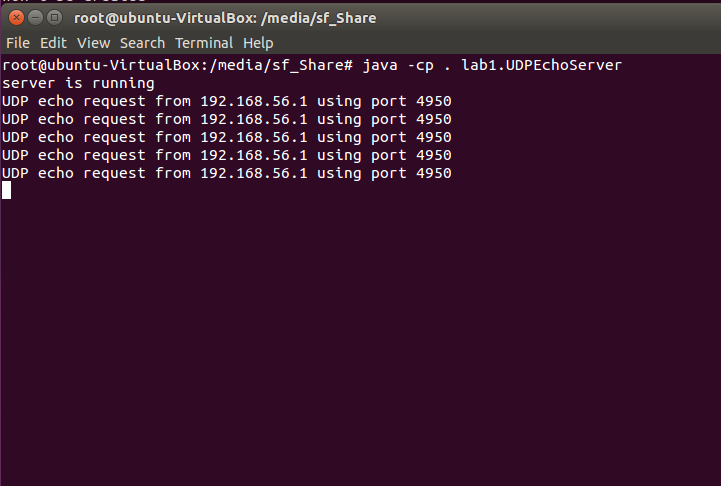 root@ubuntu-VirtualBox: /media/sf_Share
File Edit View Search Terminal Help
root@ubuntu-VirtualBox:/media/sf_Share# java -cp . lab1.UDPEchoServer
server is running
UDP echo request from 192.168.56.1 using port 4950
UDP echo request from 192.168.56.1 using port 4950
UDP echo request from 192.168.56.1 using port 4950
UDP echo request from 192.168.56.1 using port 4950
UDP echo request from 192.168.56.1 using port 4950